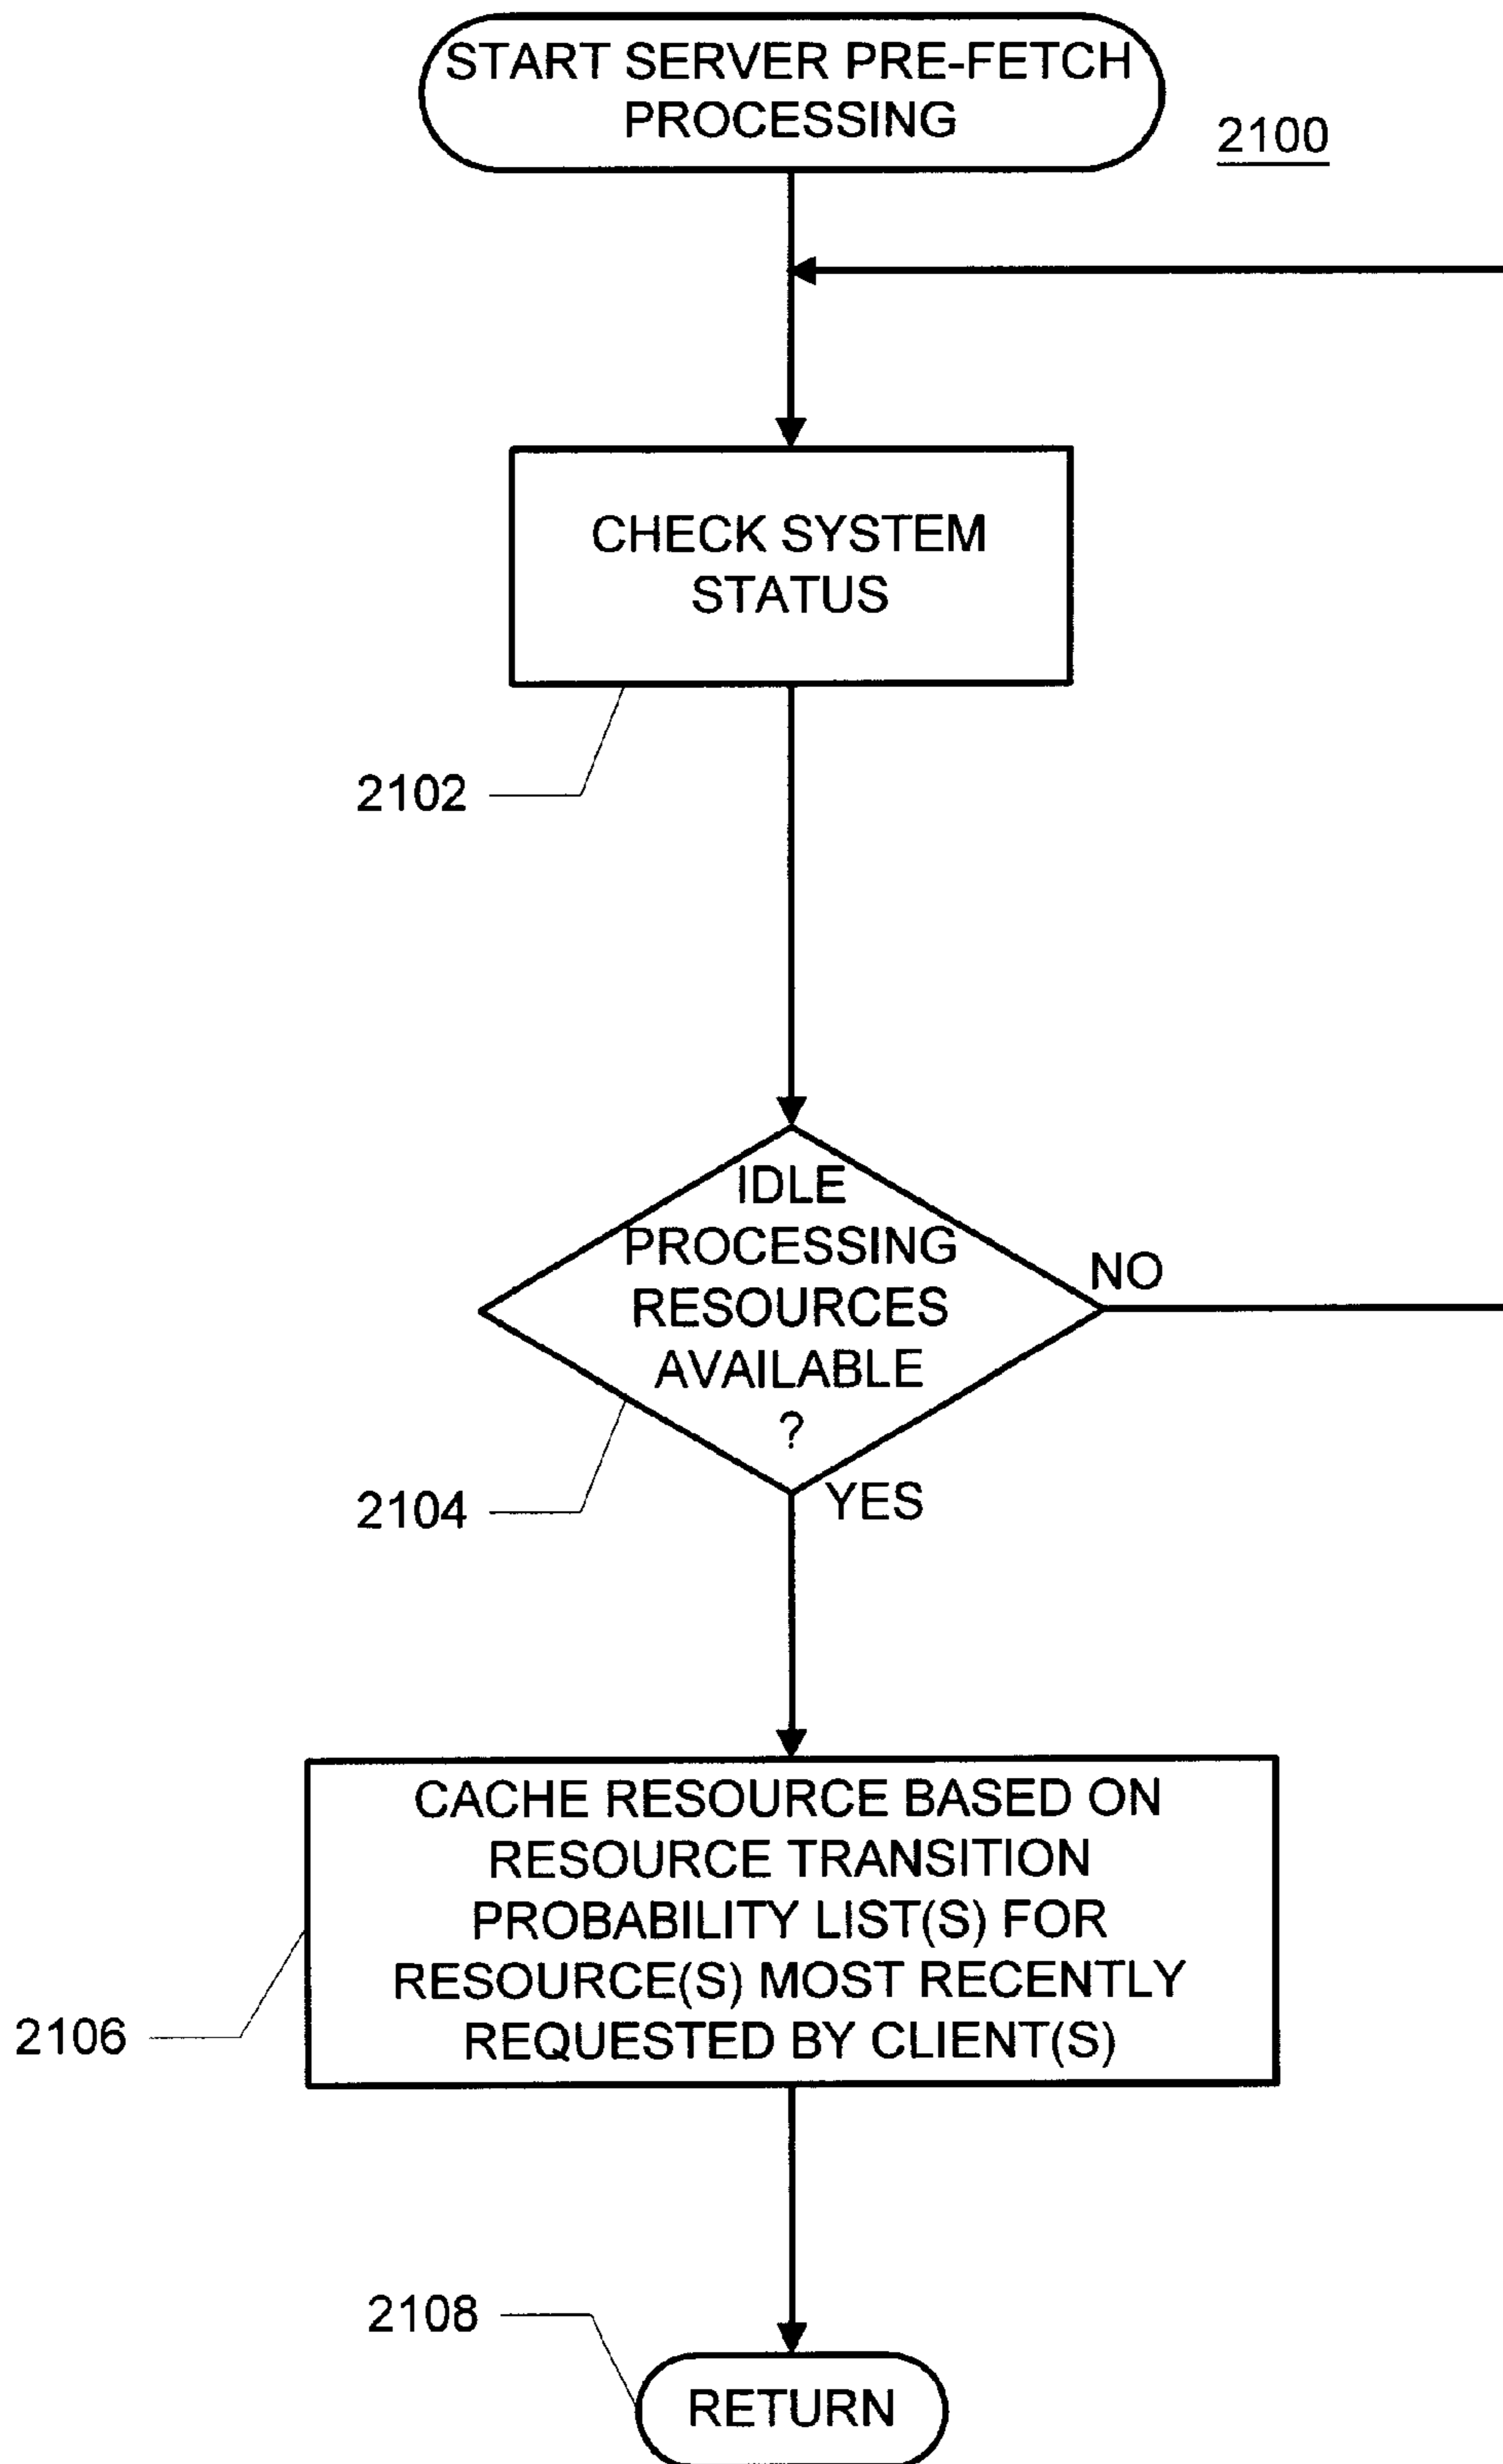 START SERVER PRE-FETCH
PROCESSING
2100
CHECK SYSTEM
STATUS
2102
IDLE
PROCESSING
RESOURCES
AVAILABLE
?
NO
2104
YES
CACHE RESOURCE BASED ON
RESOURCE TRANSITION
PROBABILITY LIST(S) FOR
RESOURCE(S) MOST RECENTLY
REQUESTED BY CLIENT(S)
2106
2108
RETURN